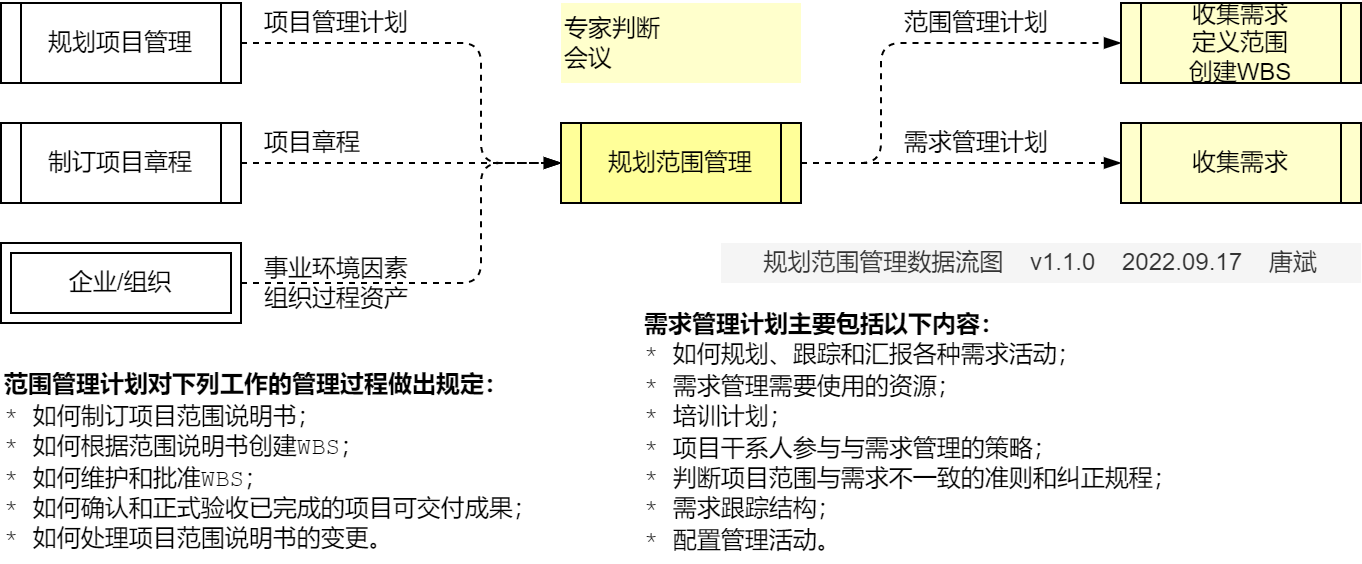 规划项目管理
项目管理计划
专家判断
会议
范围管理计划
收集需求
定义范围
创建WBS
制订项目章程
项目章程
规划范围管理
需求管理计划
收集需求
企业/组织
事业环境因素
组织过程资产
规划范围管理数据流图 v1.1.0 2022.09.17 唐斌
范围管理计划对下列工作的管理过程做出规定：
* 如何制订项目范围说明书；
* 如何根据范围说明书创建WBS；
* 如何维护和批准WBS；
* 如何确认和正式验收已完成的项目可交付成果；
* 如何处理项目范围说明书的变更。
需求管理计划主要包括以下内容：
* 如何规划、跟踪和汇报各种需求活动；
* 需求管理需要使用的资源；
* 培训计划；
* 项目干系人参与与需求管理的策略；
* 判断项目范围与需求不一致的准则和纠正规程；
* 需求跟踪结构；
* 配置管理活动。